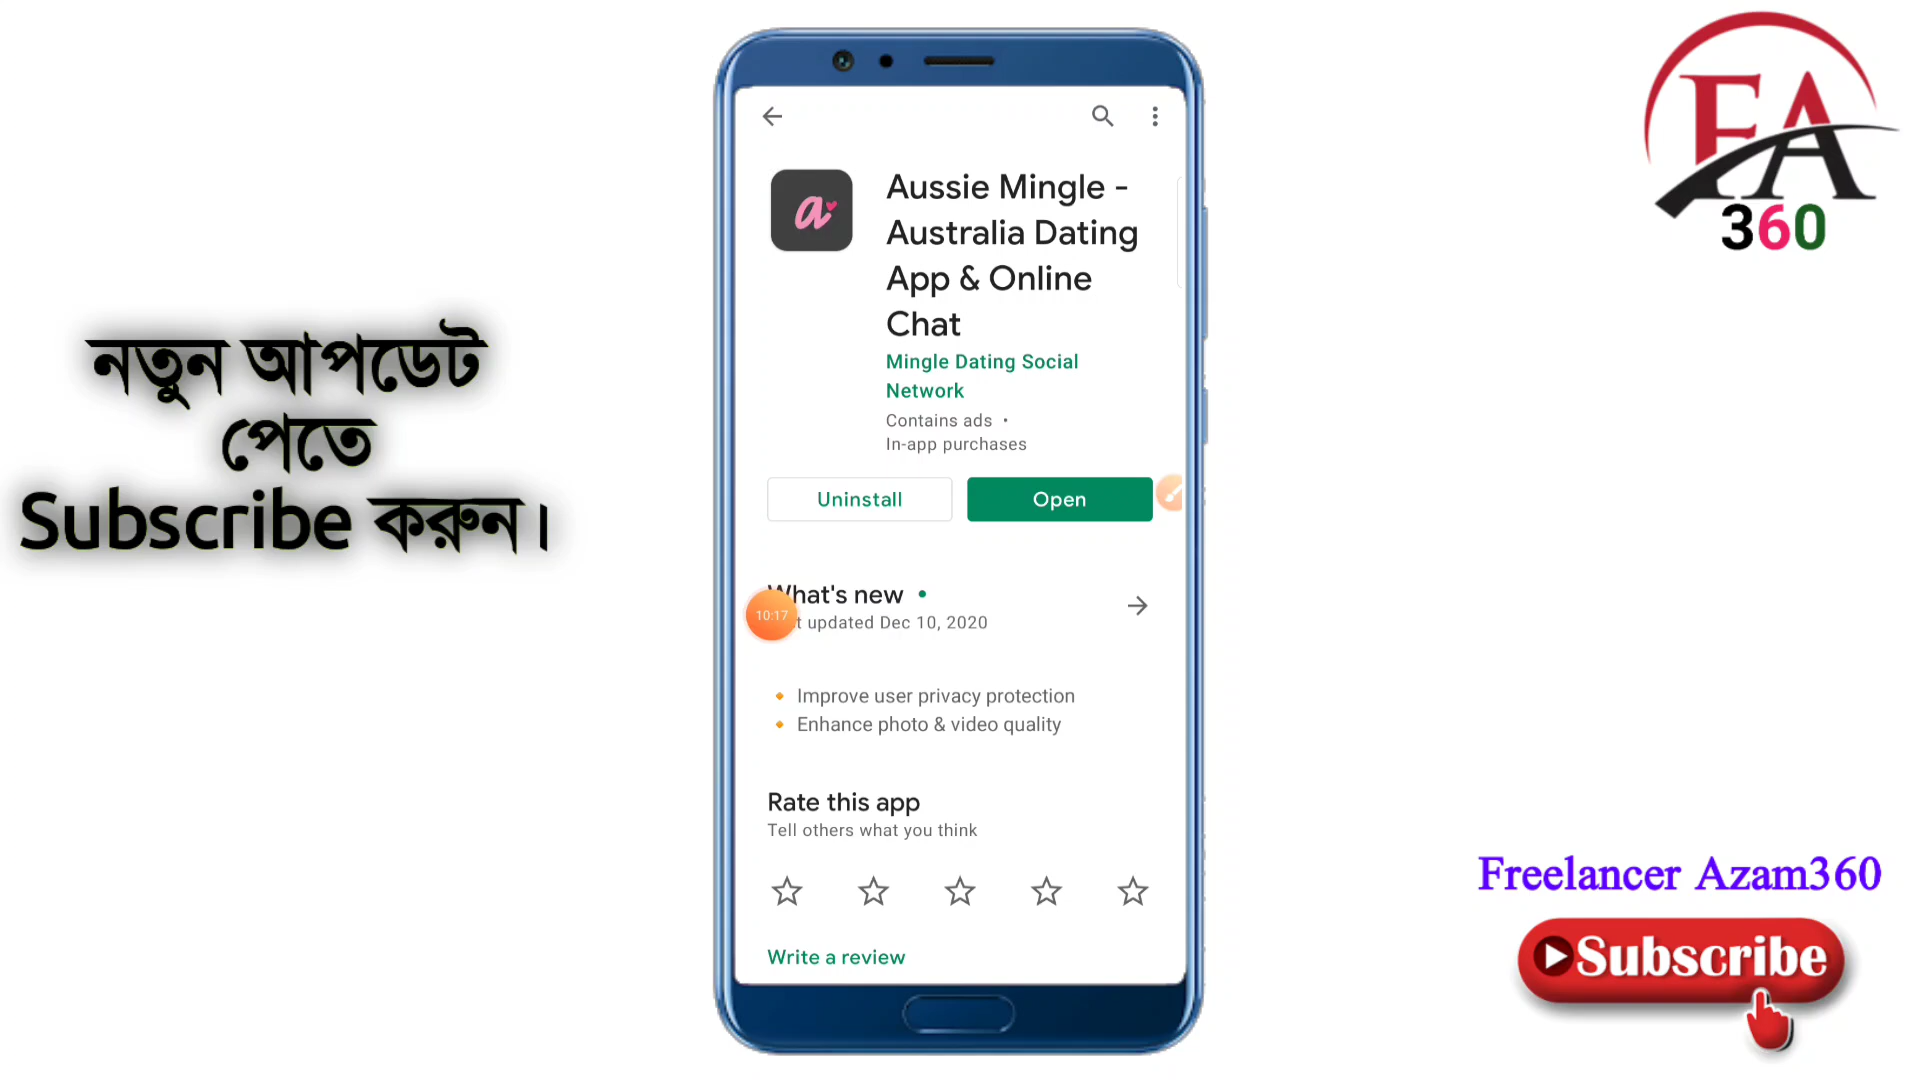 নতুন আপডেট
পেতে
Subscribe করুন।
Aussie Mingle -
Australia Dating
App & Online
Chat
Mingle Dating Social
Network
Contains ads •
In-app purchases
Uninstall
Open
What's new •
10:17
updated Dec 10, 2020
Improve user privacy protection
Enhance photo & video quality
Rate this app
Tell others what you think
Write a review
FA
360
Freelancer Azam360
Subscribe